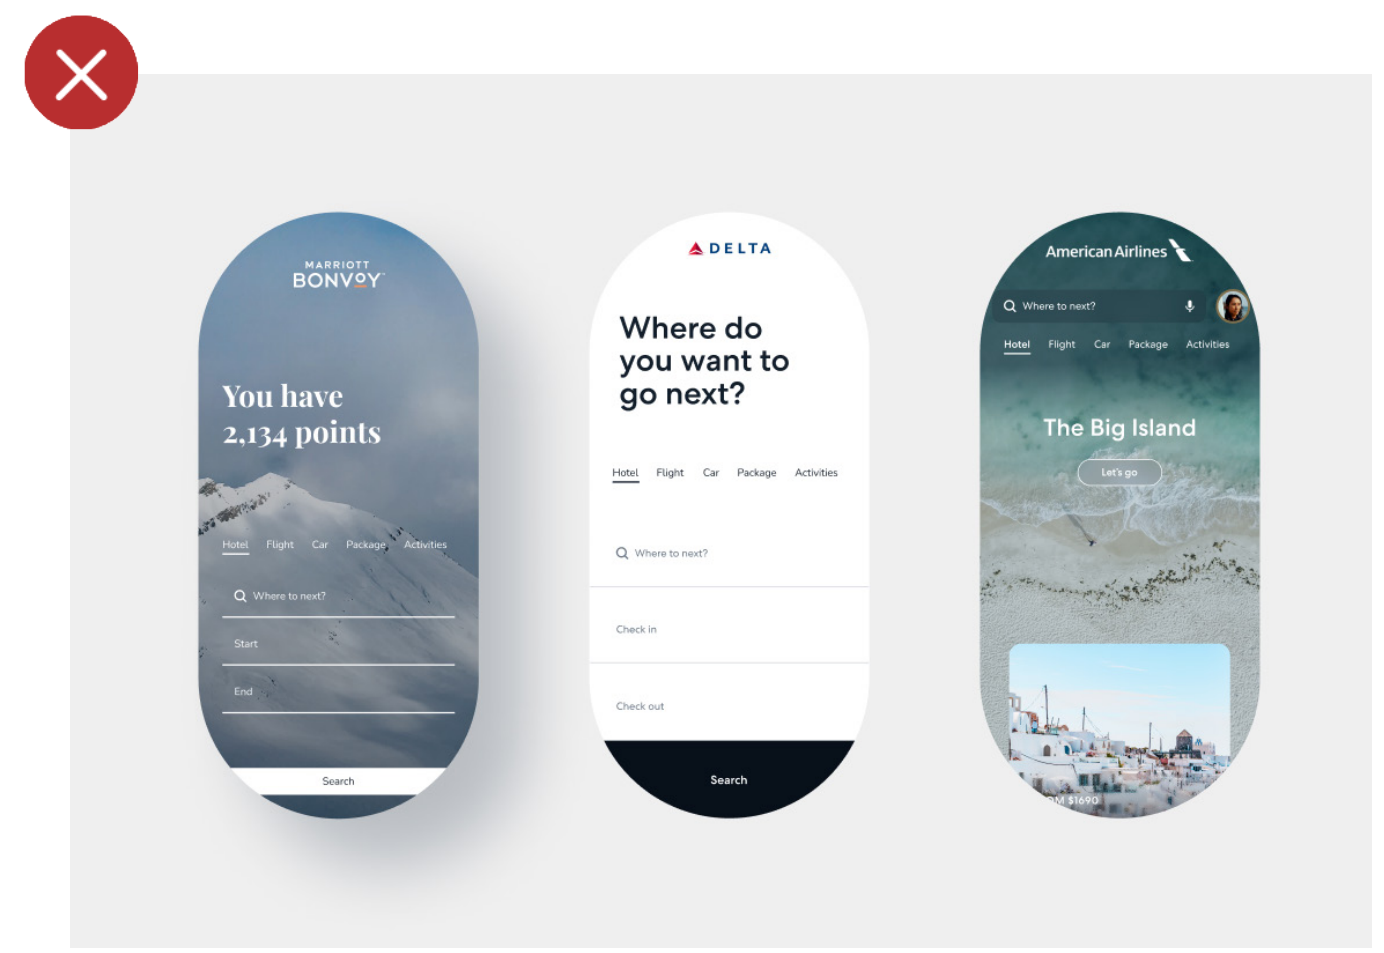 MARRIOTT
BONVOY
You have
2,134 points
Hotel Flight Car Package Activities
Where to next?
Start
End
Search
DELTA
Where do
you want to
go next?
Hotel Flight Car Package Activities
Where to next?
Check in
Check out
Search
American Airlines
Where to next?
Hotel Flight Car Package Activities
The Big Island
Let's go
$1690